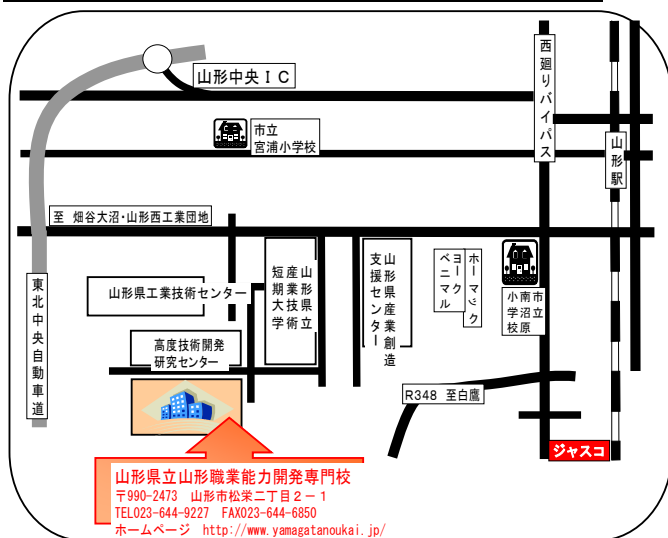 山形中央ＩＣ
西廻りバイパス
山形駅
市立
宮浦小学校
至 畑谷大沼・山形西工業団地
東北中央自動車道
山形県工業技術センター
高度技術開発
研究センター
山形県立
産業技術
短期大学
山形県産業創造
支援センター
ヨーク
ベニマル
ホーマック
市立
南沼原
小学校
R348 至白鷹
ジャスコ
山形県立山形職業能力開発専門校
〒990-2473 山形市松栄二丁目２－１
TEL023-644-9227 FAX023-644-6850
ホームページ http://www.yamagatanoukai.jp/